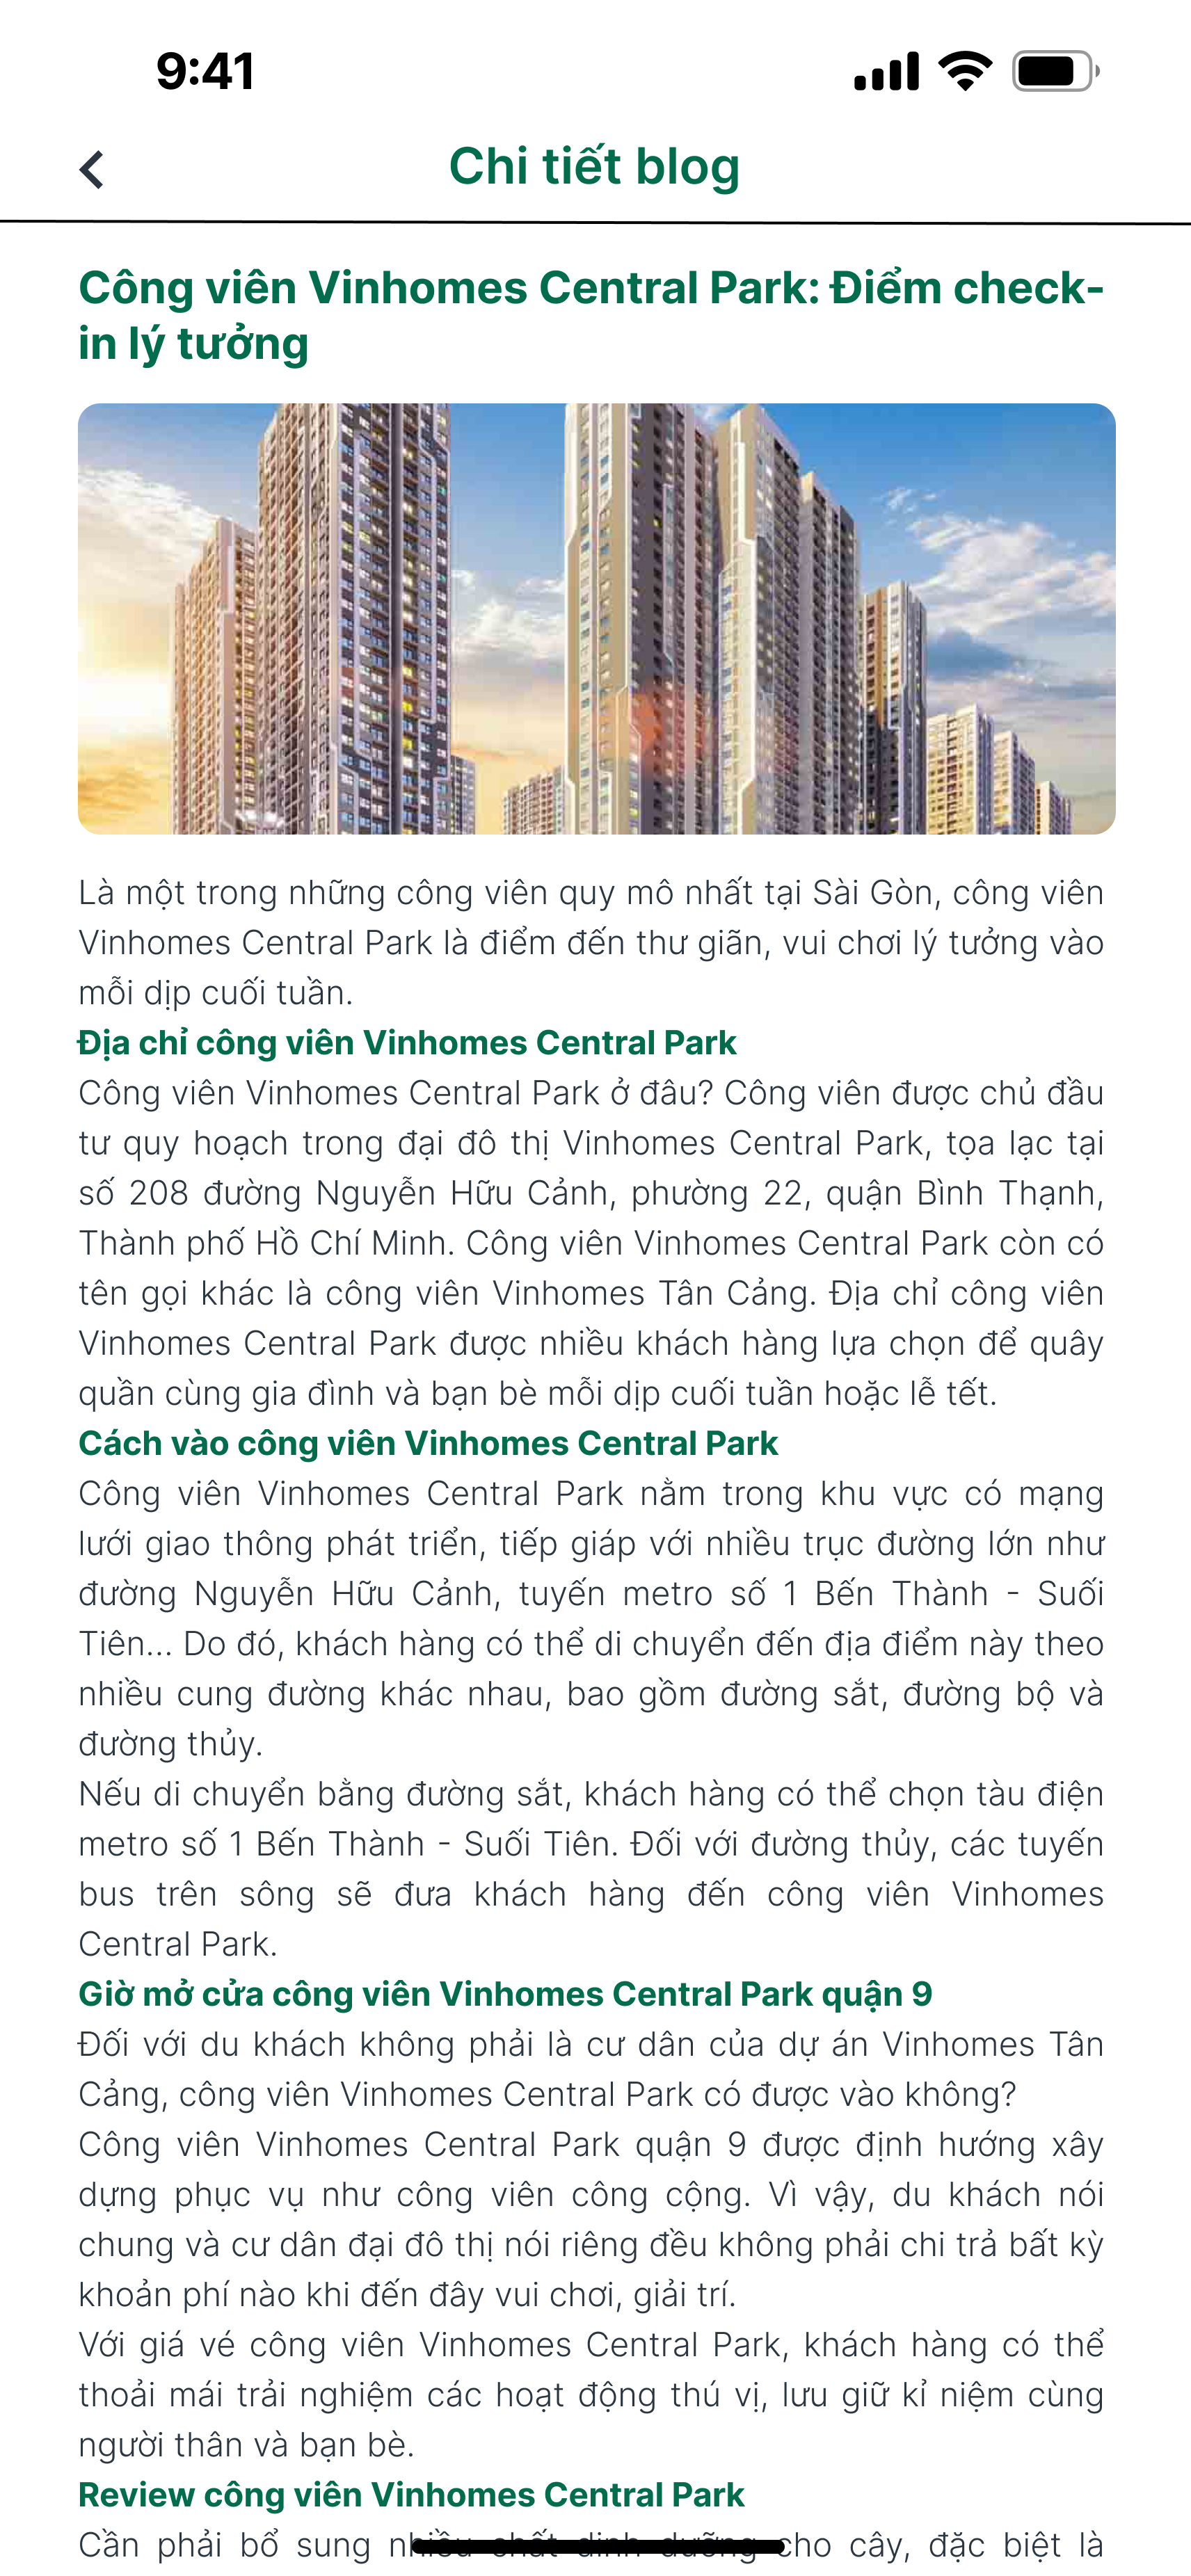 9:41
Chi tiết blog
Công viên Vinhomes Central Park: Điểm check-
in lý tưởng
Là một trong những công viên quy mô nhất tại Sài Gòn, công viên
Vinhomes Central Park là điểm đến thư giãn, vui chơi lý tưởng vào
mỗi dịp cuối tuần.
Địa chỉ công viên Vinhomes Central Park
Công viên Vinhomes Central Park ở đâu? Công viên được chủ đầu
tư quy hoạch trong đại đô thị Vinhomes Central Park, tọa lạc tại
số 208 đường Nguyễn Hữu Cảnh, phường 22, quận Bình Thạnh,
Thành phố Hồ Chí Minh. Công viên Vinhomes Central Park còn có
tên gọi khác là công viên Vinhomes Tân Cảng. Địa chỉ công viên
Vinhomes Central Park được nhiều khách hàng lựa chọn để quây
quần cùng gia đình và bạn bè mỗi dịp cuối tuần hoặc lễ tết.
Cách vào công viên Vinhomes Central Park
Công viên Vinhomes Central Park nằm trong khu vực có mạng
lưới giao thông phát triển, tiếp giáp với nhiều trục đường lớn như
đường Nguyễn Hữu Cảnh, tuyến metro số 1 Bến Thành - Suối
Tiên... Do đó, khách hàng có thể di chuyển đến địa điểm này theo
nhiều cung đường khác nhau, bao gồm đường sắt, đường bộ và
đường thủy.
Nếu di chuyển bằng đường sắt, khách hàng có thể chọn tàu điện
metro số 1 Bến Thành - Suối Tiên. Đối với đường thủy, các tuyến
bus trên sông sẽ đưa khách hàng đến công viên Vinhomes
Central Park.
Giờ mở cửa công viên Vinhomes Central Park quận 9
Đối với du khách không phải là cư dân của dự án Vinhomes Tân
Cảng, công viên Vinhomes Central Park có được vào không?
Công viên Vinhomes Central Park quận 9 được định hướng xây
dựng phục vụ như công viên công cộng. Vì vậy, du khách nói
chung và cư dân đại đô thị nói riêng đều không phải chi trả bất kỳ
khoản phí nào khi đến đây vui chơi, giải trí.
Với giá vé công viên Vinhomes Central Park, khách hàng có thể
thoải mái trải nghiệm các hoạt động thú vị, lưu giữ kỉ niệm cùng
người thân và bạn bè.
Review công viên Vinhomes Central Park
Cần phải bổ sung nhiều chất dinh dưỡng cho cây, đặc biệt là